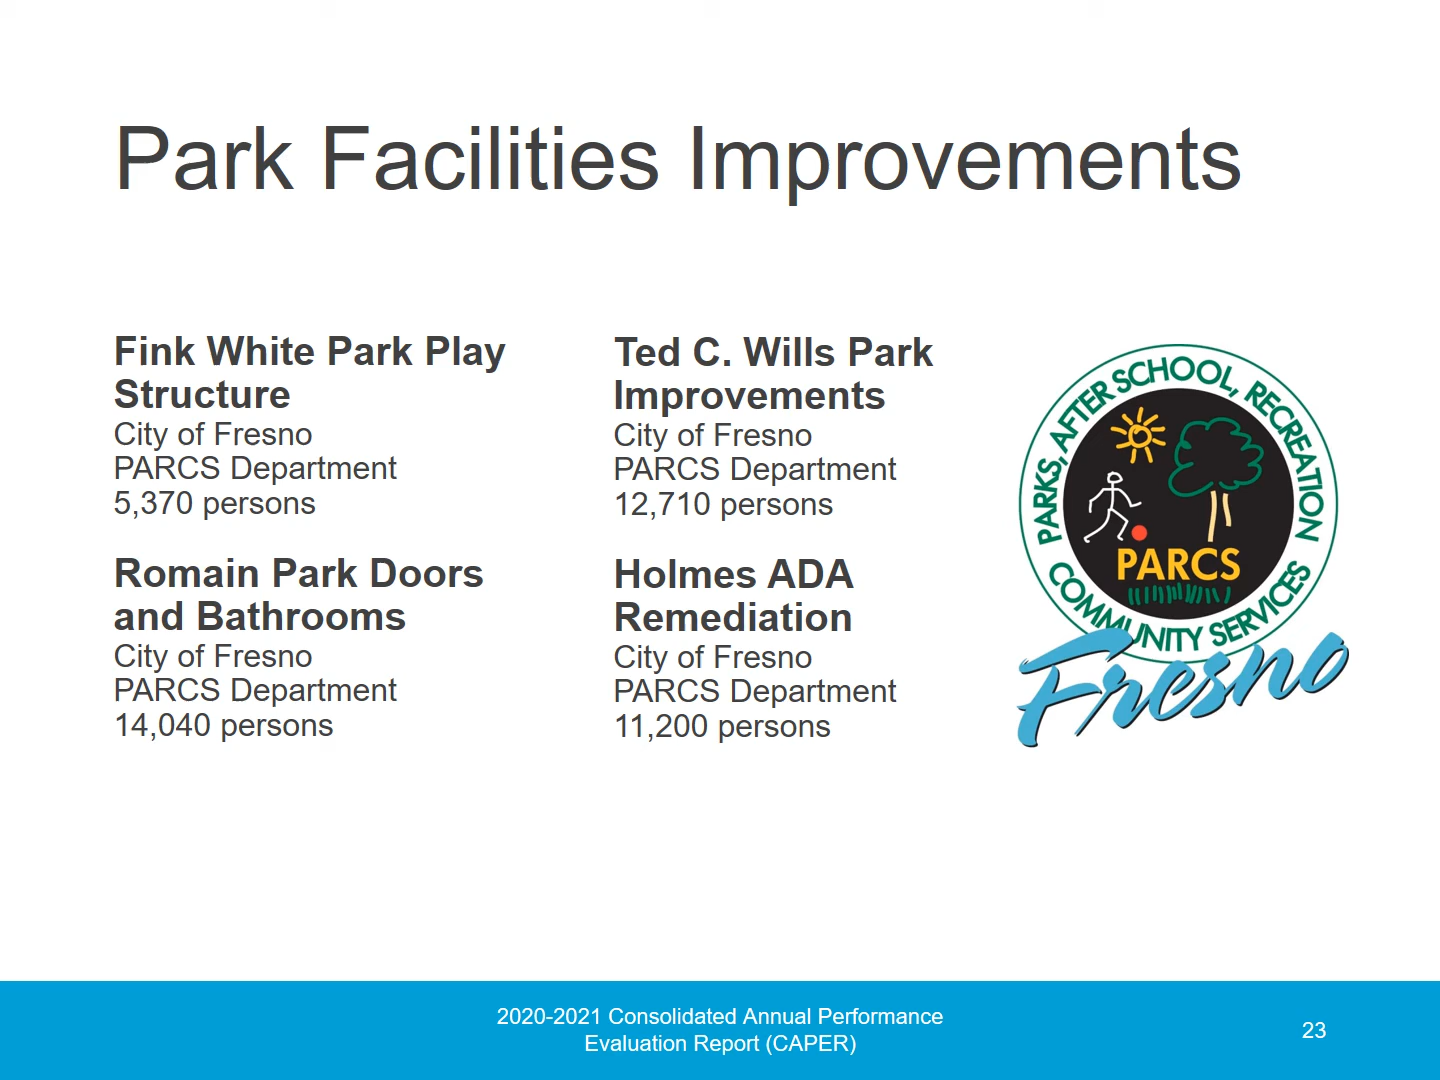 Park Facilities Improvements
Fink White Park Play
Structure
City of Fresno
PARCS Department
5,370 persons
Romain Park Doors
and Bathrooms
City of Fresno
PARCS Department
14,040 persons
Ted C. Wills Park
Improvements
City of Fresno
PARCS Department
12,710 persons
Holmes ADA
Remediation
City of Fresno
PARCS Department
11,200 persons
PARKS, AFTER SCHOOL, RECREATION
PARCS
COMMUNITY SERVICES
Fresno
2020-2021 Consolidated Annual Performance
Evaluation Report (CAPER)
23